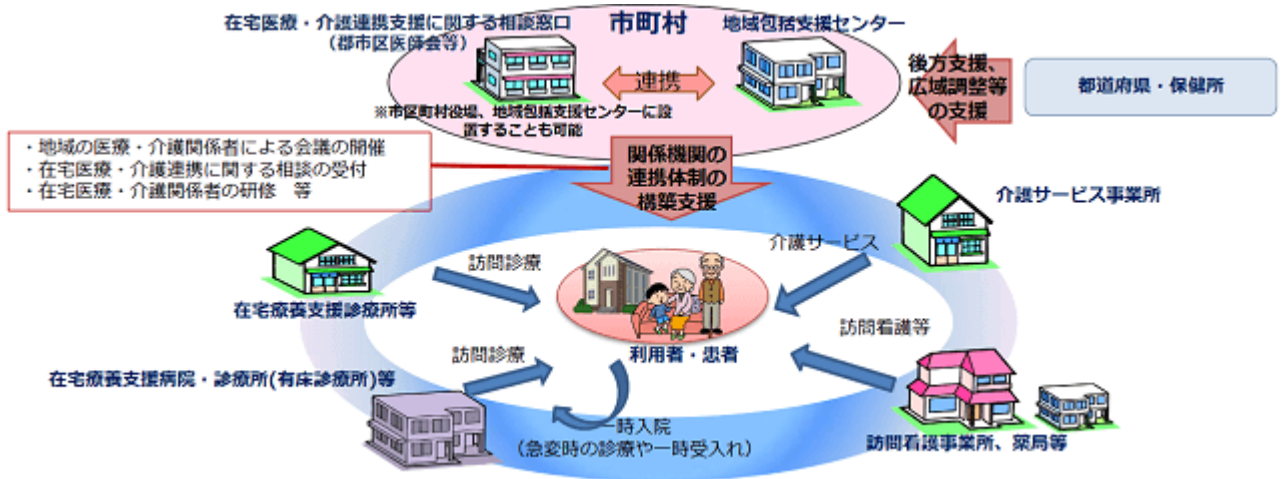 在宅医療・介護連携支援に関する相談窓口
（郡市区医師会等）
市町村
地域包括支援センター
連携
※市区町村役場、地域包括支援センターに設
置することも可能
後方支援、
広域調整等
の支援
都道府県・保健所
・地域の医療・介護関係者による会議の開催
・在宅医療・介護連携に関する相談の受付
・在宅医療・介護関係者の研修　等
関係機関の
連携体制の
構築支援
介護サービス事業所
介護サービス
訪問診療
在宅療養支援診療所等
訪問看護等
利用者・患者
訪問診療
在宅療養支援病院・診療所(有床診療所)等
一時入院
（急変時の診療や一時受入れ）
訪問看護事業所、薬局等